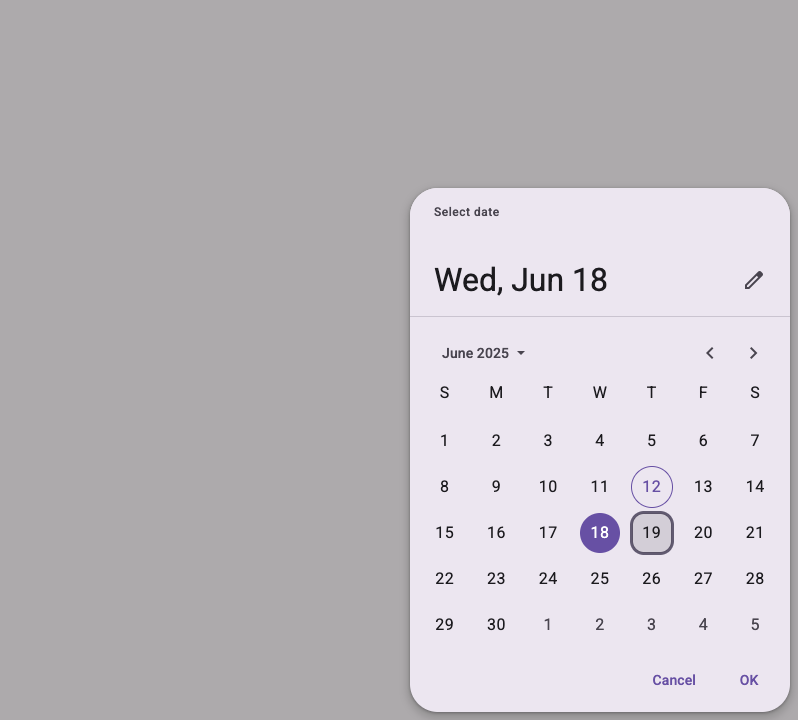 Select date
Wed, Jun 18
June 2025
S M T W T F S
1 2 3 4 5 6 7
8 9 10 11 12 13 14
15 16 17 18 19 20 21
22 23 24 25 26 27 28
29 30 1 2 3 4 5
Cancel OK